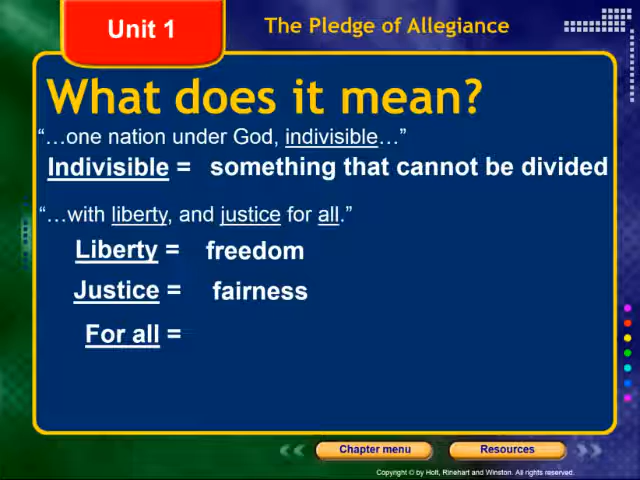 Unit 1
The Pledge of Allegiance
What does it mean?
“…one nation under God, indivisible…”
Indivisible = something that cannot be divided
“…with liberty, and justice for all.”
Liberty = freedom
Justice = fairness
For all =
Chapter menu
Resources
Copyright © by Holt, Rinehart and Winston. All rights reserved.